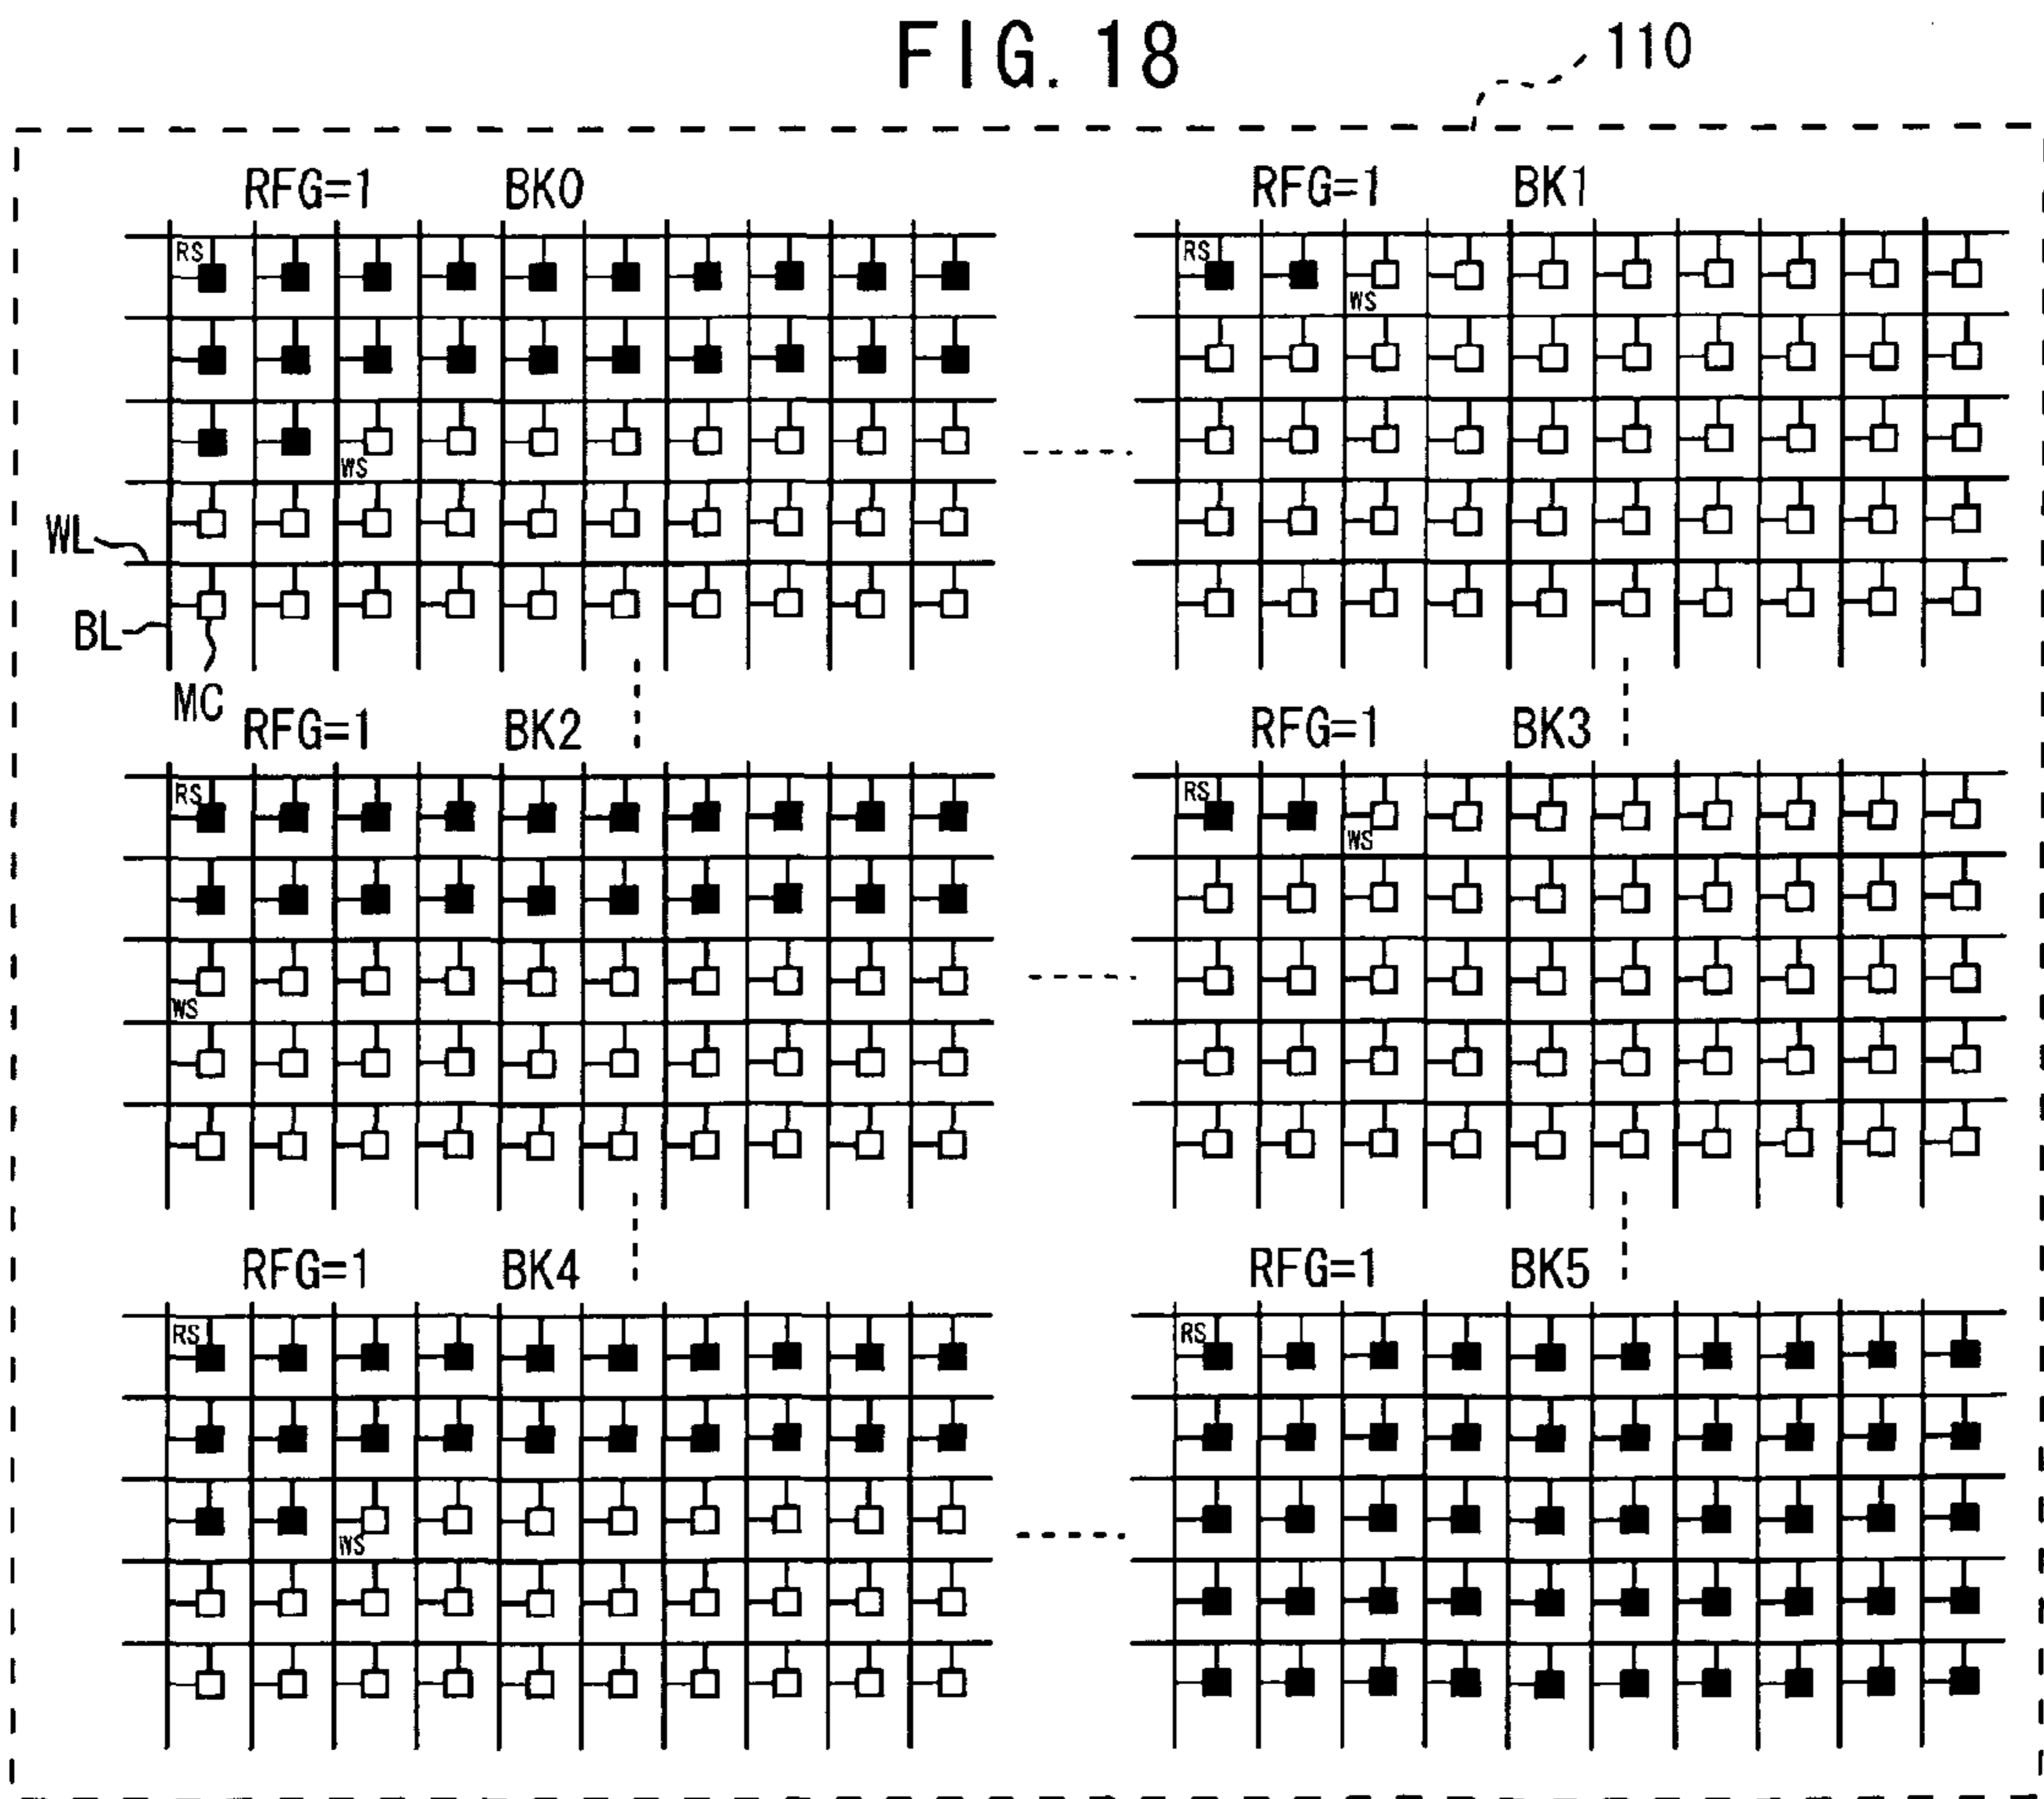 FIG. 18
110
RFG=1 BK0
RFG=1 BK1
RS
RS
WS
WS
WL
BL
MC
RFG=1 BK2
RFG=1 BK3
RS
RS
WS
WS
RFG=1 BK4
RFG=1 BK5
RS
RS
WS